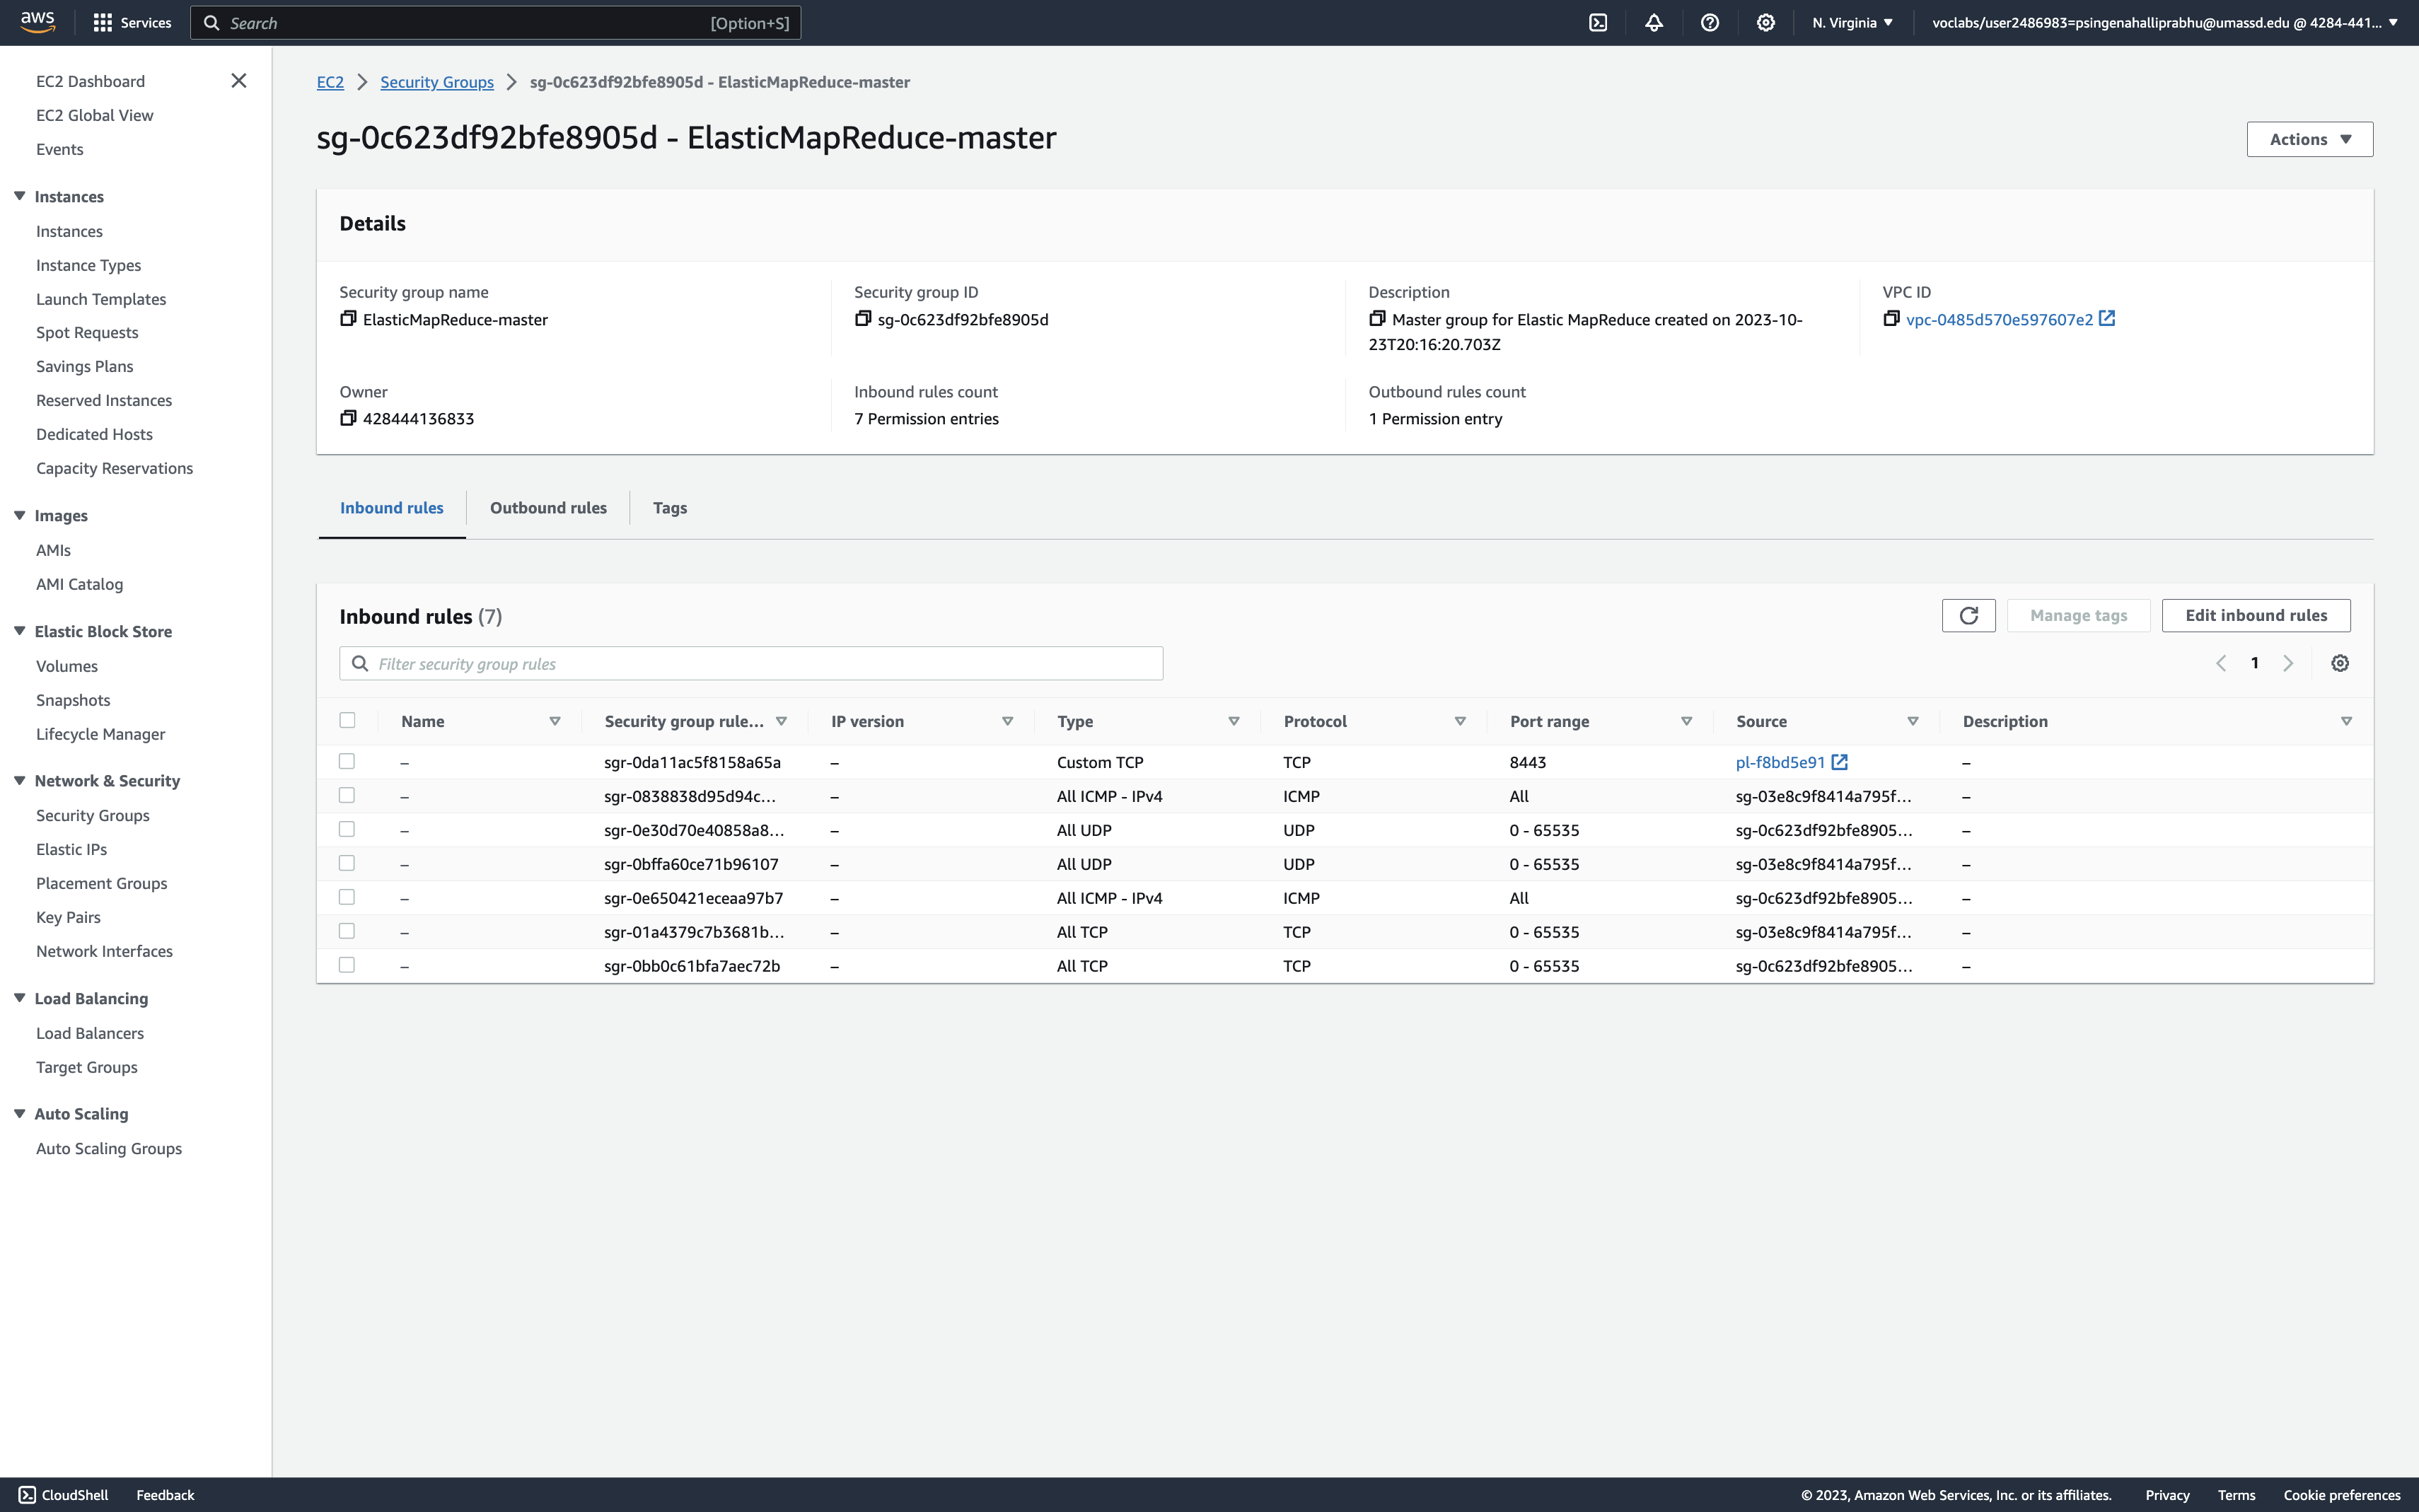 aws Services Search [Option+S] N. Virginia voclabs/user2486983=psingenahalliprabhu@umassd.edu @ 4284-441...
EC2 Dashboard
EC2 Global View
Events
Instances
Instances
Instance Types
Launch Templates
Spot Requests
Savings Plans
Reserved Instances
Dedicated Hosts
Capacity Reservations
Images
AMIs
AMI Catalog
Elastic Block Store
Volumes
Snapshots
Lifecycle Manager
Network & Security
Security Groups
Elastic IPs
Placement Groups
Key Pairs
Network Interfaces
Load Balancing
Load Balancers
Target Groups
Auto Scaling
Auto Scaling Groups
EC2 > Security Groups > sg-0c623df92bfe8905d - ElasticMapReduce-master
sg-0c623df92bfe8905d - ElasticMapReduce-master
Actions
Details
Security group name
ElasticMapReduce-master
Security group ID
sg-0c623df92bfe8905d
Description
Master group for Elastic MapReduce created on 2023-10-
23T20:16:20.703Z
VPC ID
vpc-0485d570e597607e2
Owner
428444136833
Inbound rules count
7 Permission entries
Outbound rules count
1 Permission entry
Inbound rules Outbound rules Tags
Inbound rules (7)
Manage tags Edit inbound rules
Filter security group rules
1
Name Security group rule... IP version Type Protocol Port range Source Description
– sgr-0da11ac5f8158a65a – Custom TCP TCP 8443 pl-f8bd5e91 –
– sgr-0838838d95d94c... – All ICMP - IPv4 ICMP All sg-03e8c9f8414a795f... –
– sgr-0e30d70e40858a8... – All UDP UDP 0 - 65535 sg-0c623df92bfe8905... –
– sgr-0bffa60ce71b96107 – All UDP UDP 0 - 65535 sg-03e8c9f8414a795f... –
– sgr-0e650421eceaa97b7 – All ICMP - IPv4 ICMP All sg-0c623df92bfe8905... –
– sgr-01a4379c7b3681b... – All TCP TCP 0 - 65535 sg-03e8c9f8414a795f... –
– sgr-0bb0c61bfa7aec72b – All TCP TCP 0 - 65535 sg-0c623df92bfe8905... –
CloudShell Feedback © 2023, Amazon Web Services, Inc. or its affiliates. Privacy Terms Cookie preferences